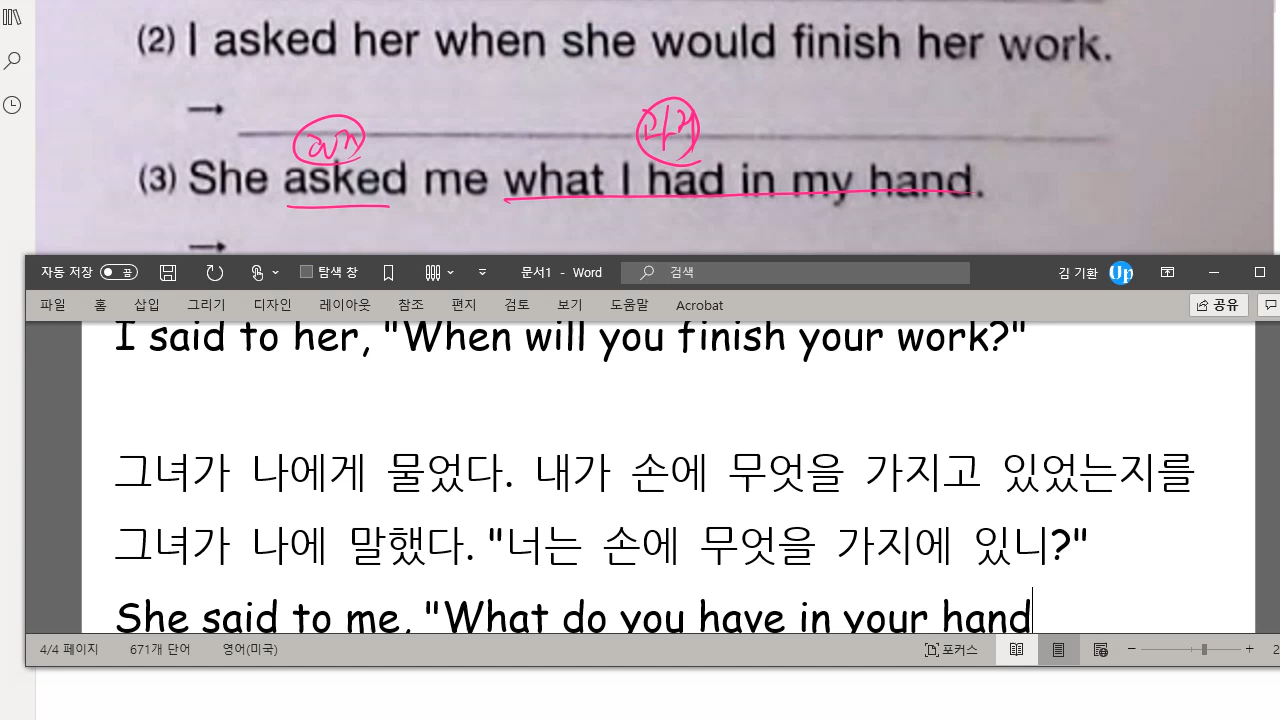 (2) I asked her when she would finish her work.
→
과거
(3) She asked me what I had in my hand.
→
자동 저장 끔 탐색 창 문서1 - Word 검색 김 기환 Up
파일 홈 삽입 그리기 디자인 레이아웃 참조 편지 검토 보기 도움말 Acrobat 공유
I said to her, "When will you finish your work?"
그녀가 나에게 물었다. 내가 손에 무엇을 가지고 있었는지를
그녀가 나에 말했다. "너는 손에 무엇을 가지에 있니?"
She said to me, "What do you have in your hand
4/4 페이지 671개 단어 영어(미국) 포커스